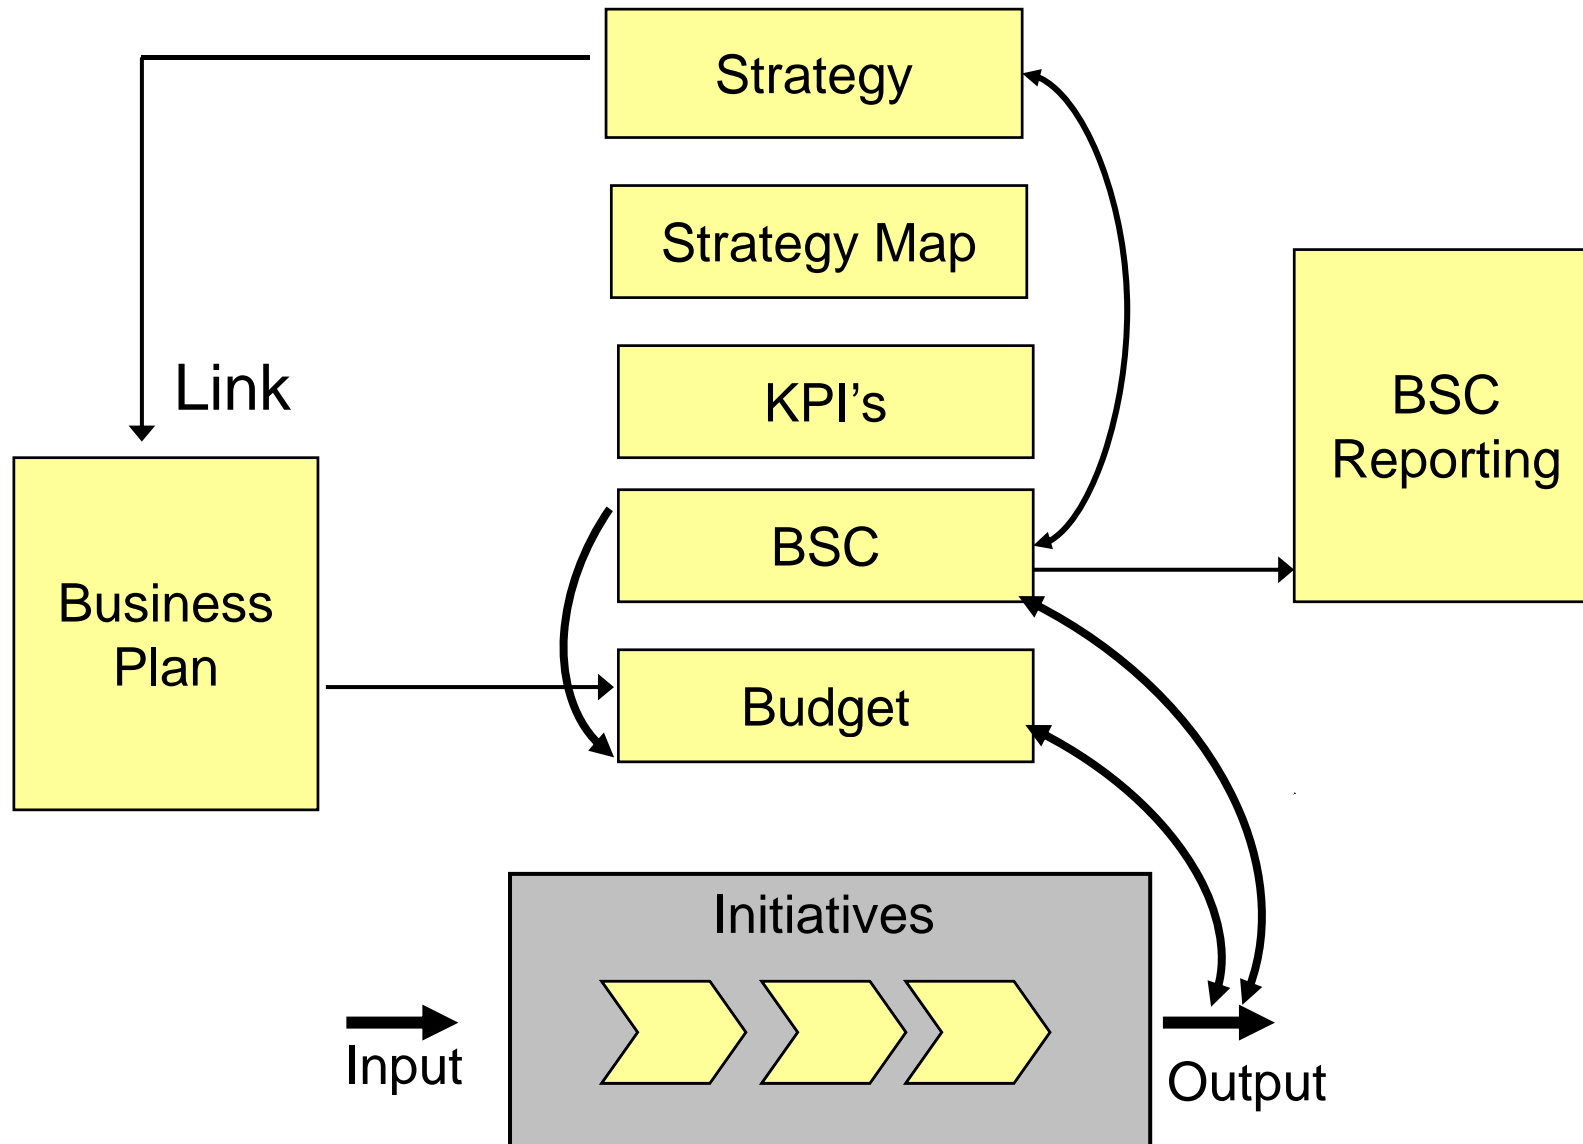 Strategy
Strategy Map
Link
KPI’s
BSC
Reporting
BSC
Business
Plan
Budget
Initiatives
Input
Output